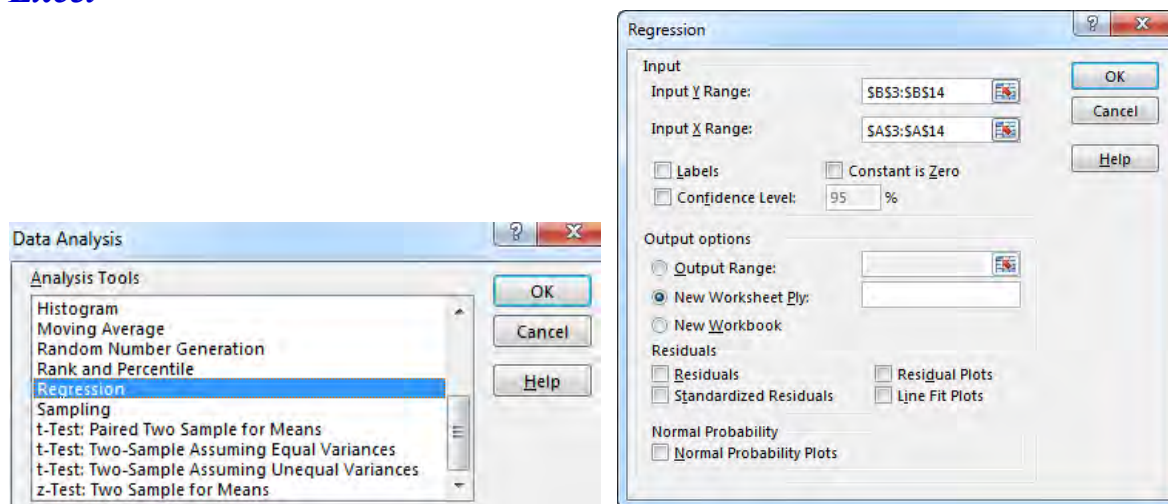 Excel
Data Analysis
Analysis Tools
Histogram
Moving Average
Random Number Generation
Rank and Percentile
Regression
Sampling
t-Test: Paired Two Sample for Means
t-Test: Two-Sample Assuming Equal Variances
t-Test: Two-Sample Assuming Unequal Variances
z-Test: Two Sample for Means
OK
Cancel
Help
Regression
Input
Input Y Range: $B$3:$B$14
Input X Range: $A$3:$A$14
Labels Constant is Zero
Confidence Level: 95 %
Output options
Output Range:
New Worksheet Ply:
New Workbook
Residuals
Residuals Residual Plots
Standardized Residuals Line Fit Plots
Normal Probability
Normal Probability Plots
OK
Cancel
Help